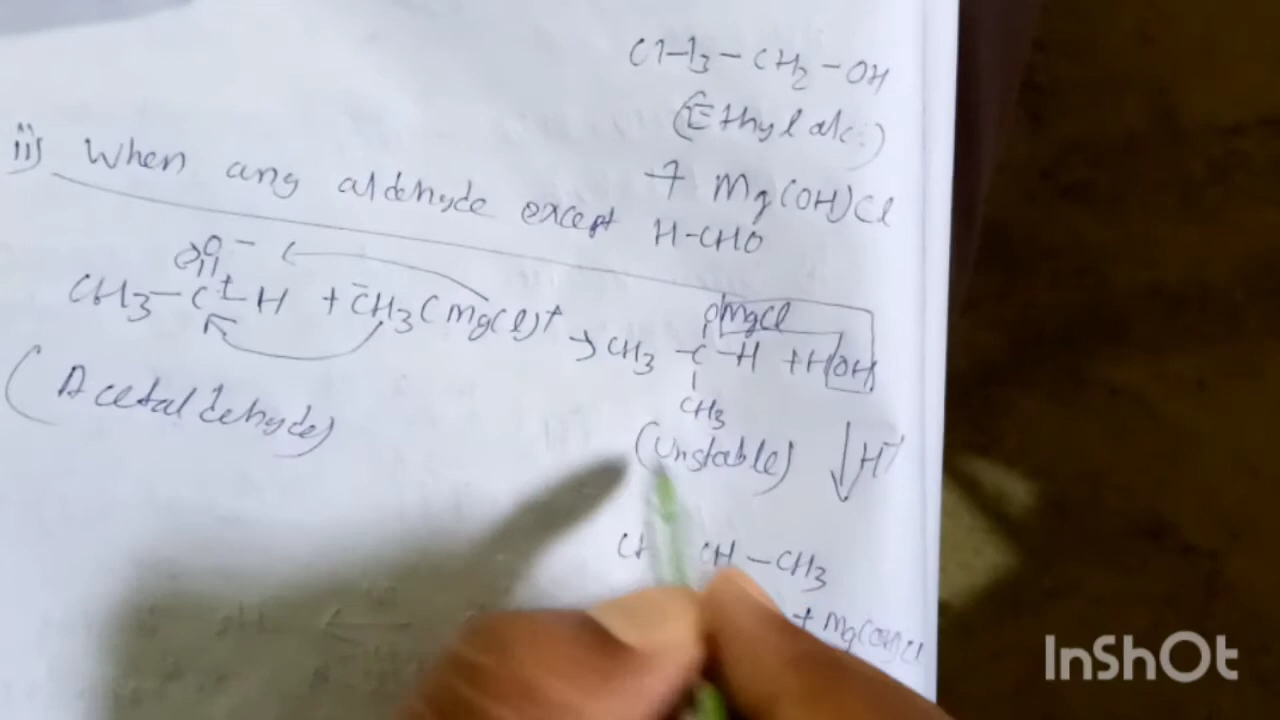 CH3 - CH2 - OH
(Ethyl alc.)
+ Mg(OH)Cl
ii) When any aldehyde except H-CHO
O -
CH3 - C + - H + CH3 (MgCl)+ → CH3 - C - H + H OH
OMgCl
CH3
(Acetaldehyde)
(Unstable) ↓ H+
CH - CH3
+ Mg(OH)Cl
InShOt